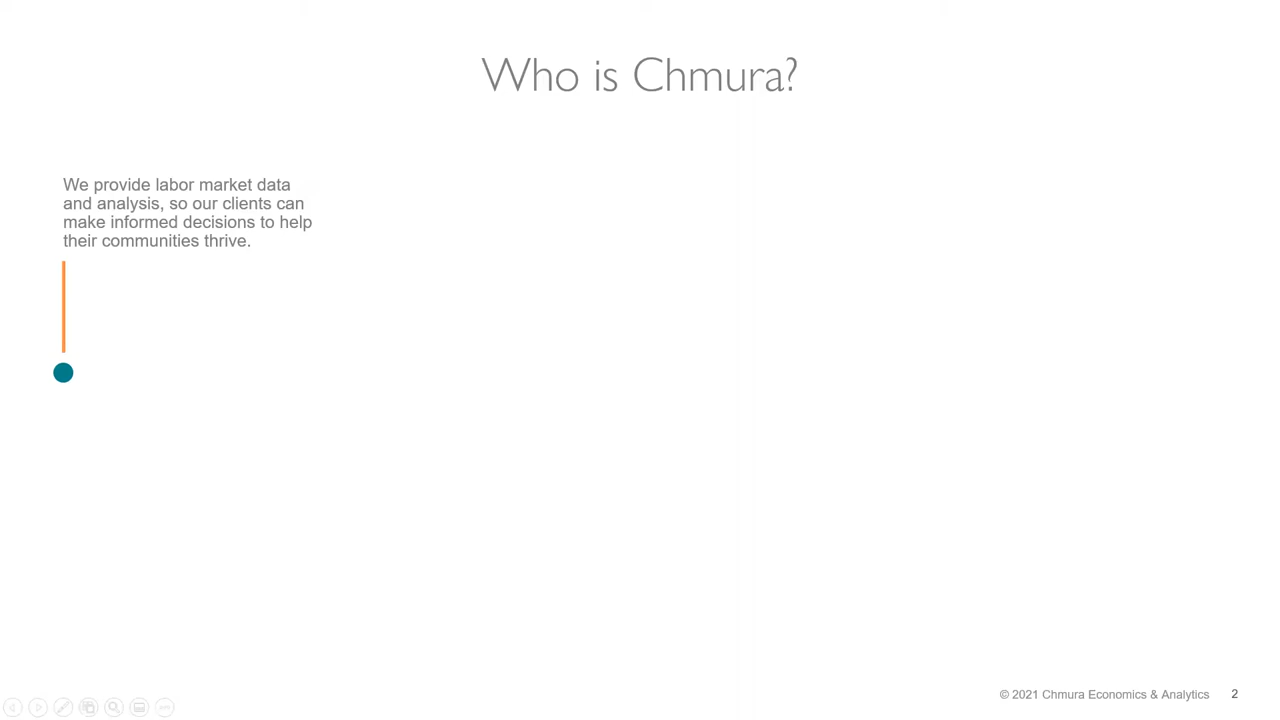 Who is Chmura?
We provide labor market data
and analysis, so our clients can
make informed decisions to help
their communities thrive.
© 2021 Chmura Economics & Analytics 2